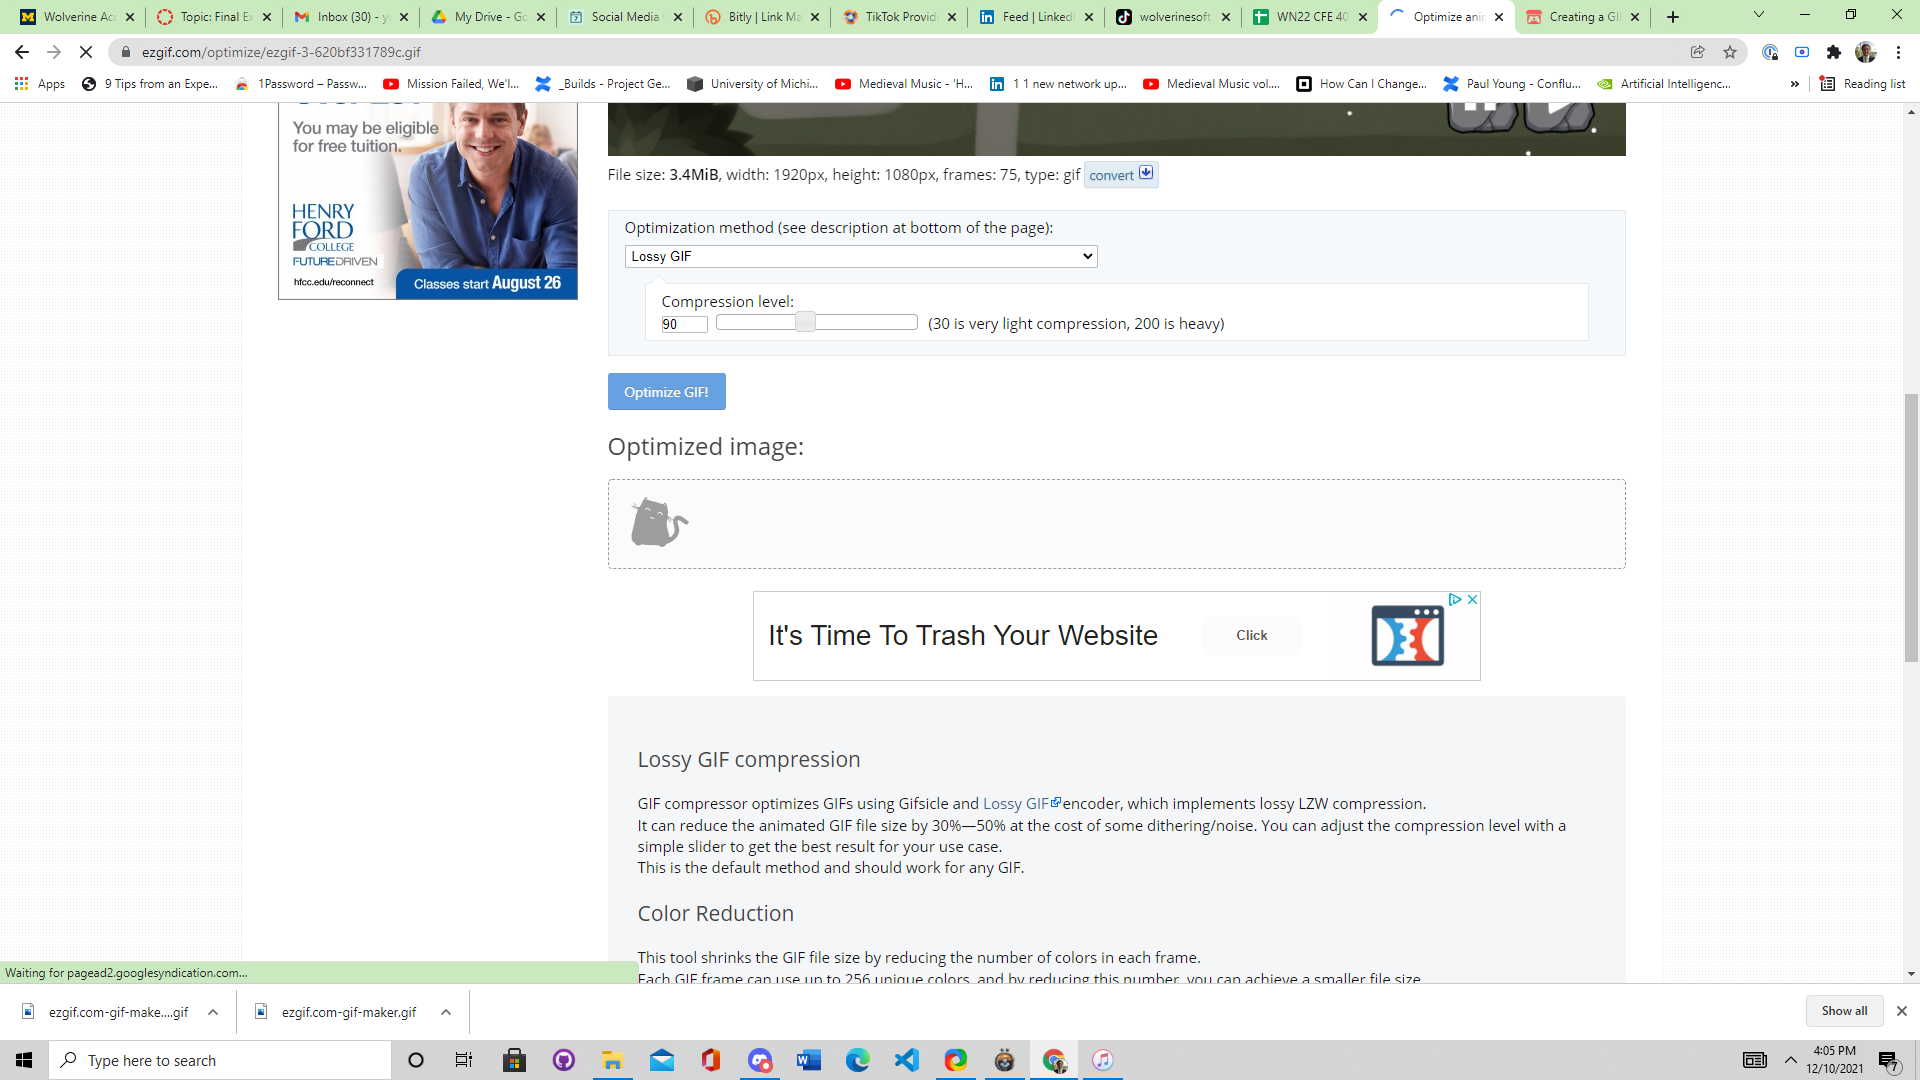 Wolverine Acc
Topic: Final Ex
Inbox (30) - y
My Drive - Go
Social Media
Bitly | Link Ma
TikTok Provide
Feed | LinkedI
wolverinesoft.
WN22 CFE 40
Optimize anim
Creating a GI
ezgif.com/optimize/ezgif-3-620bf331789c.gif
Apps
9 Tips from an Expe...
1Password – Passw...
Mission Failed, We'l...
_Builds - Project Ge...
University of Michi...
Medieval Music - 'H...
1 1 new network up...
Medieval Music vol....
How Can I Change...
Paul Young - Conflu...
Artificial Intelligenc...
»
Reading list
You may be eligible
for free tuition.
HENRY
FORD
COLLEGE
FUTURE DRIVEN
hfcc.edu/reconnect
Classes start August 26
File size: 3.4MiB, width: 1920px, height: 1080px, frames: 75, type: gif
convert
Optimization method (see description at bottom of the page):
Lossy GIF
Compression level:
90
(30 is very light compression, 200 is heavy)
Optimize GIF!
Optimized image:
It's Time To Trash Your Website
Click
Lossy GIF compression
GIF compressor optimizes GIFs using Gifsicle and Lossy GIF encoder, which implements lossy LZW compression.
It can reduce the animated GIF file size by 30%—50% at the cost of some dithering/noise. You can adjust the compression level with a
simple slider to get the best result for your use case.
This is the default method and should work for any GIF.
Color Reduction
This tool shrinks the GIF file size by reducing the number of colors in each frame.
Each GIF frame can use up to 256 unique colors, and by reducing this number, you can achieve a smaller file size
Waiting for pagead2.googlesyndication.com...
ezgif.com-gif-make....gif
ezgif.com-gif-maker.gif
Show all
Type here to search
4:05 PM
12/10/2021
7